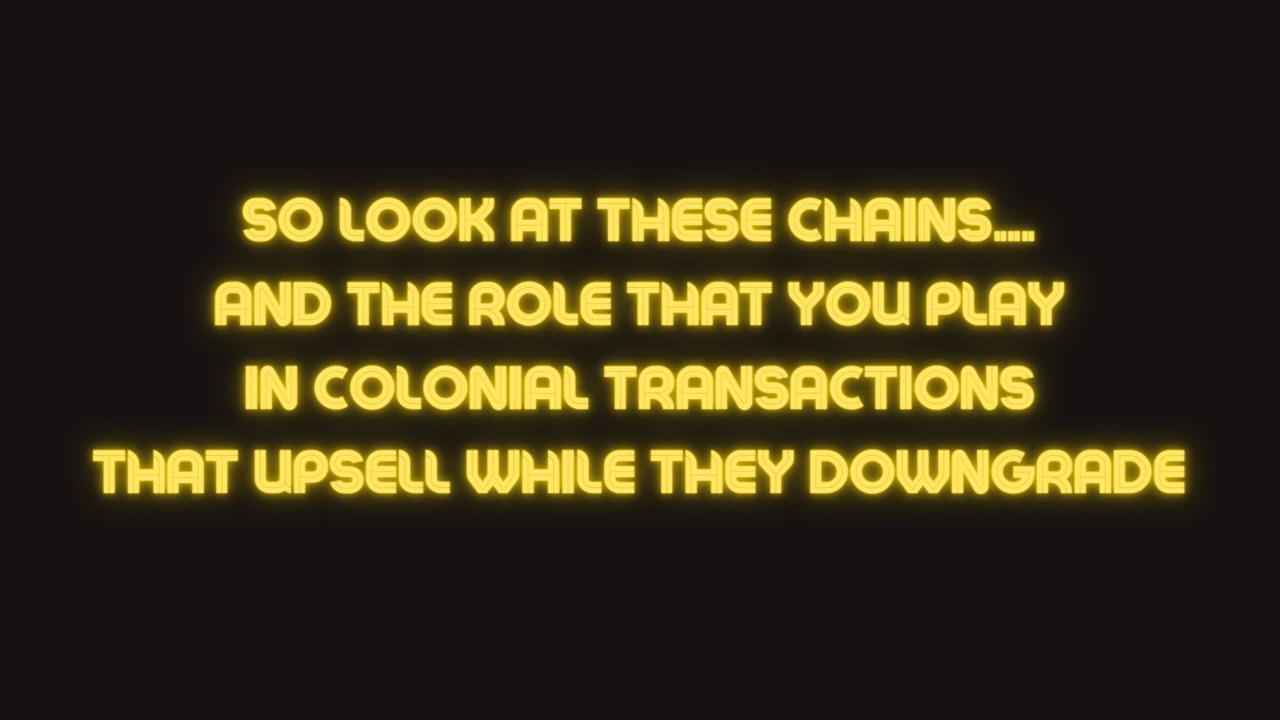 SO LOOK AT THESE CHAINS.....
AND THE ROLE THAT YOU PLAY
IN COLONIAL TRANSACTIONS
THAT UPSELL WHILE THEY DOWNGRADE